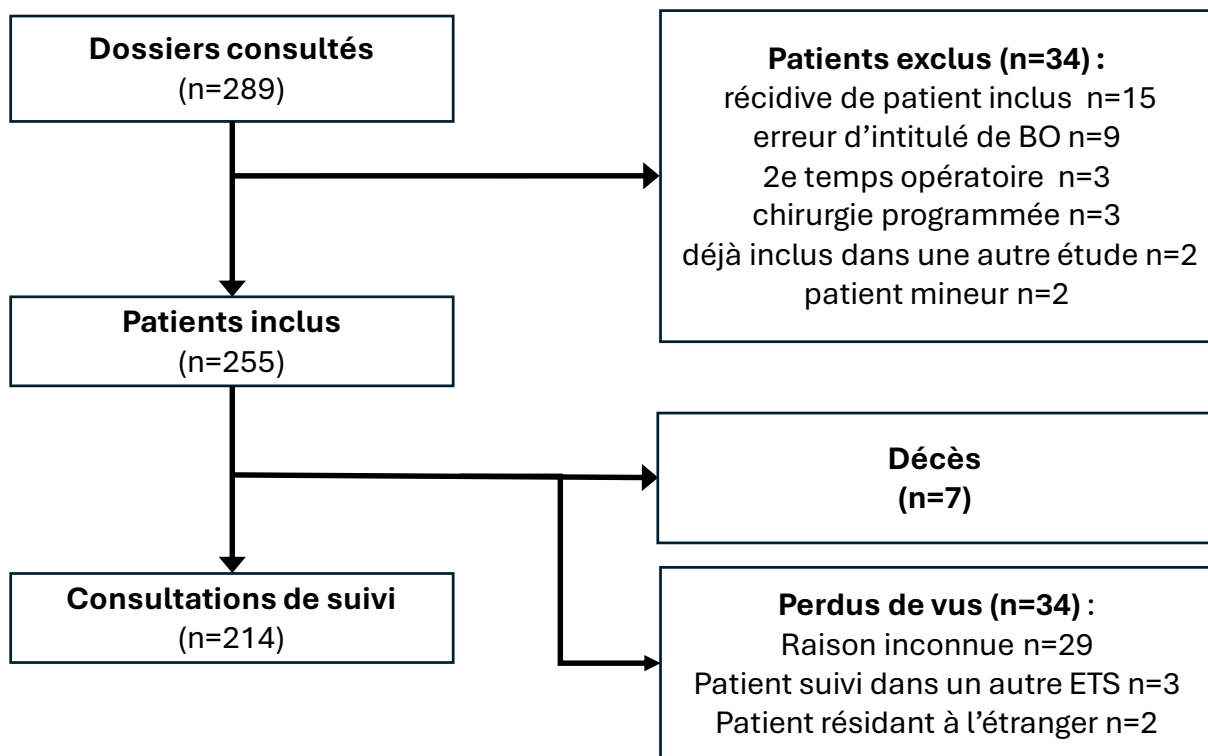 Dossiers consultés
(n=289)
Patients exclus (n=34) :
récidive de patient inclus n=15
erreur d'intitulé de BO n=9
2e temps opératoire n=3
chirurgie programmée n=3
déjà inclus dans une autre étude n=2
patient mineur n=2
Patients inclus
(n=255)
Décès
(n=7)
Consultations de suivi
(n=214)
Perdus de vus (n=34) :
Raison inconnue n=29
Patient suivi dans un autre ETS n=3
Patient résidant à l'étranger n=2